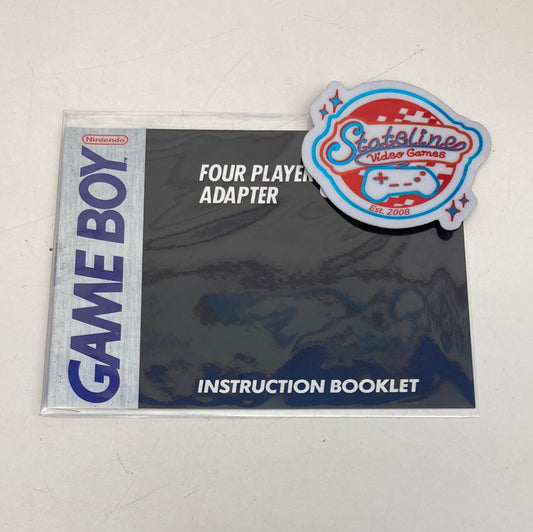 Nintendo
GAME BOY
FOUR PLAYER
ADAPTER
INSTRUCTION BOOKLET
Stateline
Video Games
Est. 2008